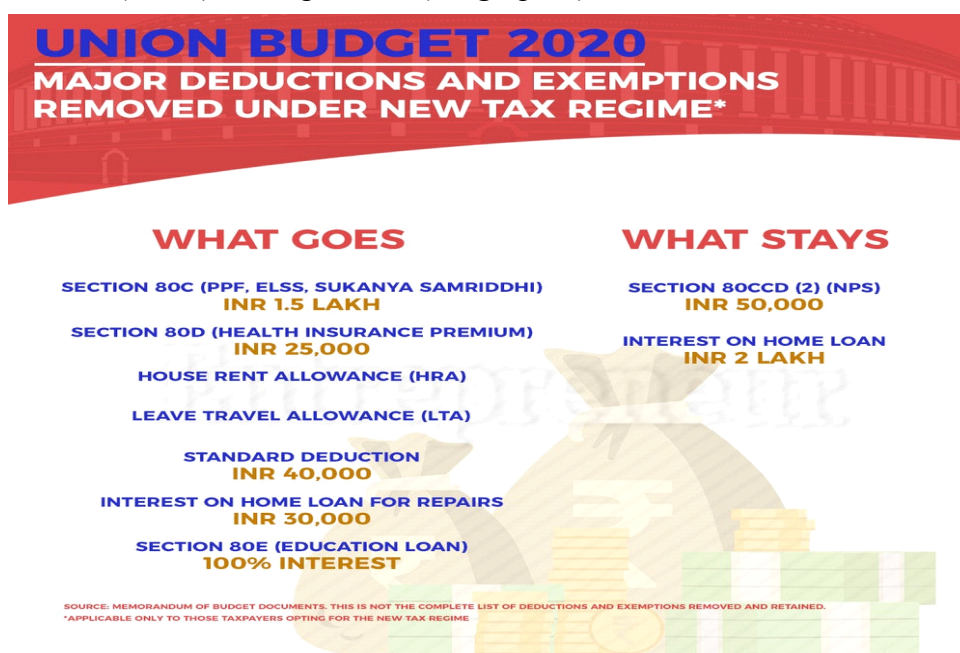 UNION BUDGET 2020
MAJOR DEDUCTIONS AND EXEMPTIONS
REMOVED UNDER NEW TAX REGIME*
WHAT GOES
SECTION 80C (PPF, ELSS, SUKANYA SAMRIDDHI)
INR 1.5 LAKH
SECTION 80D (HEALTH INSURANCE PREMIUM)
INR 25,000
HOUSE RENT ALLOWANCE (HRA)
LEAVE TRAVEL ALLOWANCE (LTA)
STANDARD DEDUCTION
INR 40,000
INTEREST ON HOME LOAN FOR REPAIRS
INR 30,000
SECTION 80E (EDUCATION LOAN)
100% INTEREST
WHAT STAYS
SECTION 80CCD (2) (NPS)
INR 50,000
INTEREST ON HOME LOAN
INR 2 LAKH
Entrepreneur
SOURCE: MEMORANDUM OF BUDGET DOCUMENTS. THIS IS NOT THE COMPLETE LIST OF DEDUCTIONS AND EXEMPTIONS REMOVED AND RETAINED.
*APPLICABLE ONLY TO THOSE TAXPAYERS OPTING FOR THE NEW TAX REGIME